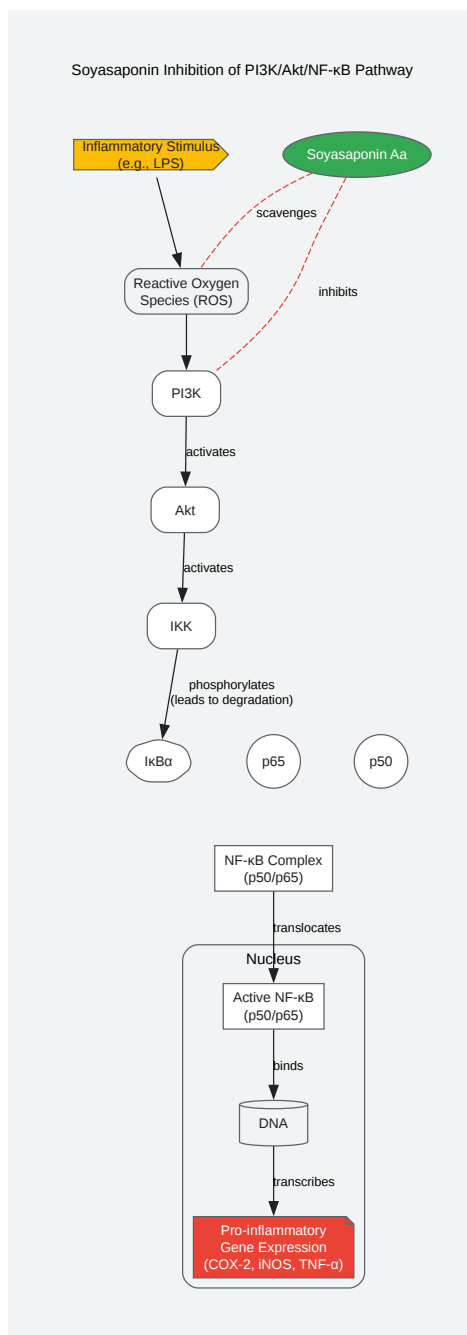 Soyasaponin Inhibition of PI3K/Akt/NF-κB Pathway
Inflammatory Stimulus
(e.g., LPS)
Soyasaponin Aa
scavenges
Reactive Oxygen
Species (ROS)
inhibits
PI3K
activates
Akt
activates
IKK
phosphorylates
(leads to degradation)
IκBα
p65
p50
NF-κB Complex
(p50/p65)
translocates
Nucleus
Active NF-κB
(p50/p65)
binds
DNA
transcribes
Pro-inflammatory
Gene Expression
(COX-2, iNOS, TNF-α)